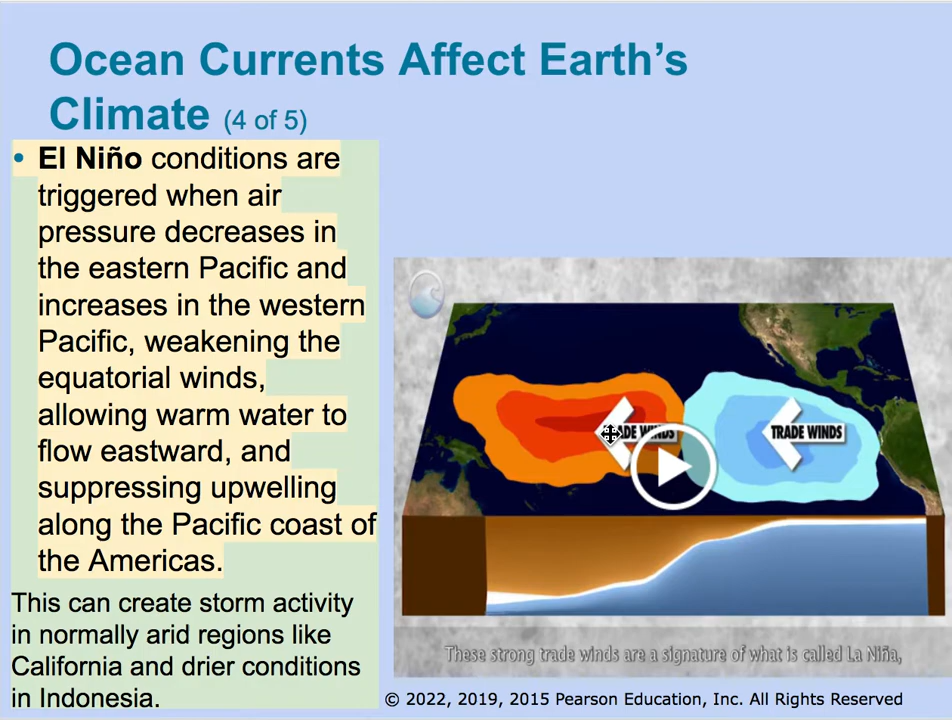 Ocean Currents Affect Earth's
Climate (4 of 5)
• El Niño conditions are
triggered when air
pressure decreases in
the eastern Pacific and
increases in the western
Pacific, weakening the
equatorial winds,
allowing warm water to
flow eastward, and
suppressing upwelling
along the Pacific coast of
the Americas.
This can create storm activity
in normally arid regions like
California and drier conditions
in Indonesia.
WINDS
TRADE WINDS
These strong trade winds are a signature of what is called La Niña,
© 2022, 2019, 2015 Pearson Education, Inc. All Rights Reserved